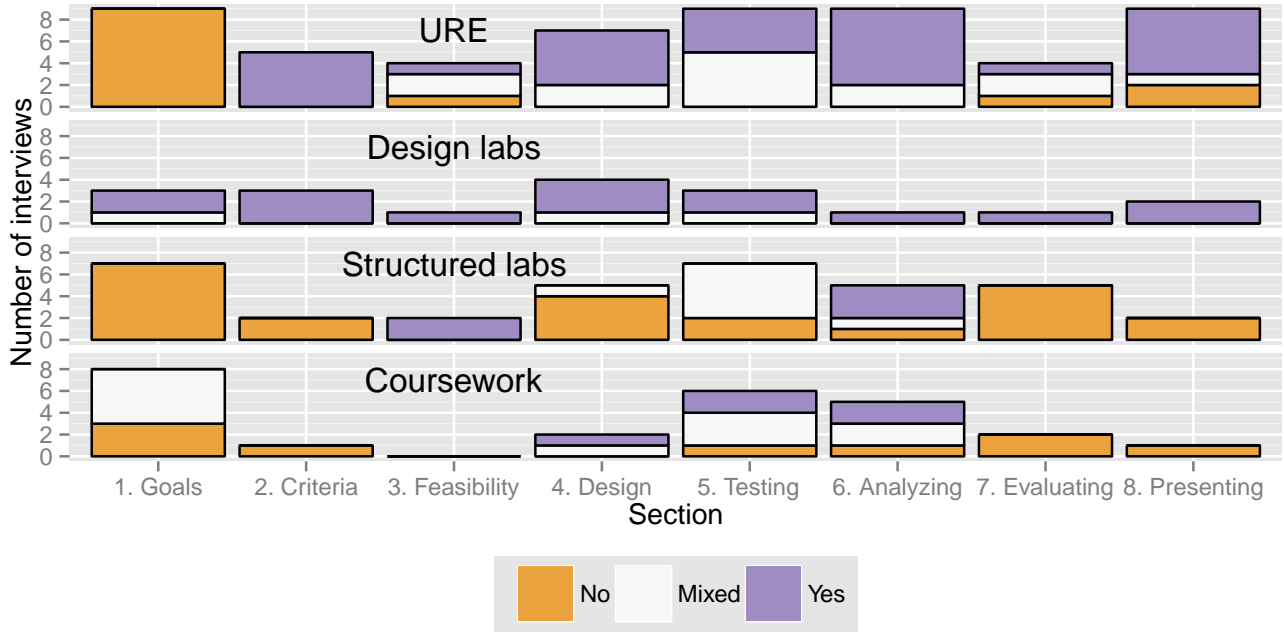 Number of interviews
8
6
4
2
0
URE
8
6
4
2
0
Design labs
8
6
4
2
0
Structured labs
8
6
4
2
0
Coursework
1. Goals 2. Criteria 3. Feasibility 4. Design 5. Testing 6. Analyzing 7. Evaluating 8. Presenting
Section
No Mixed Yes